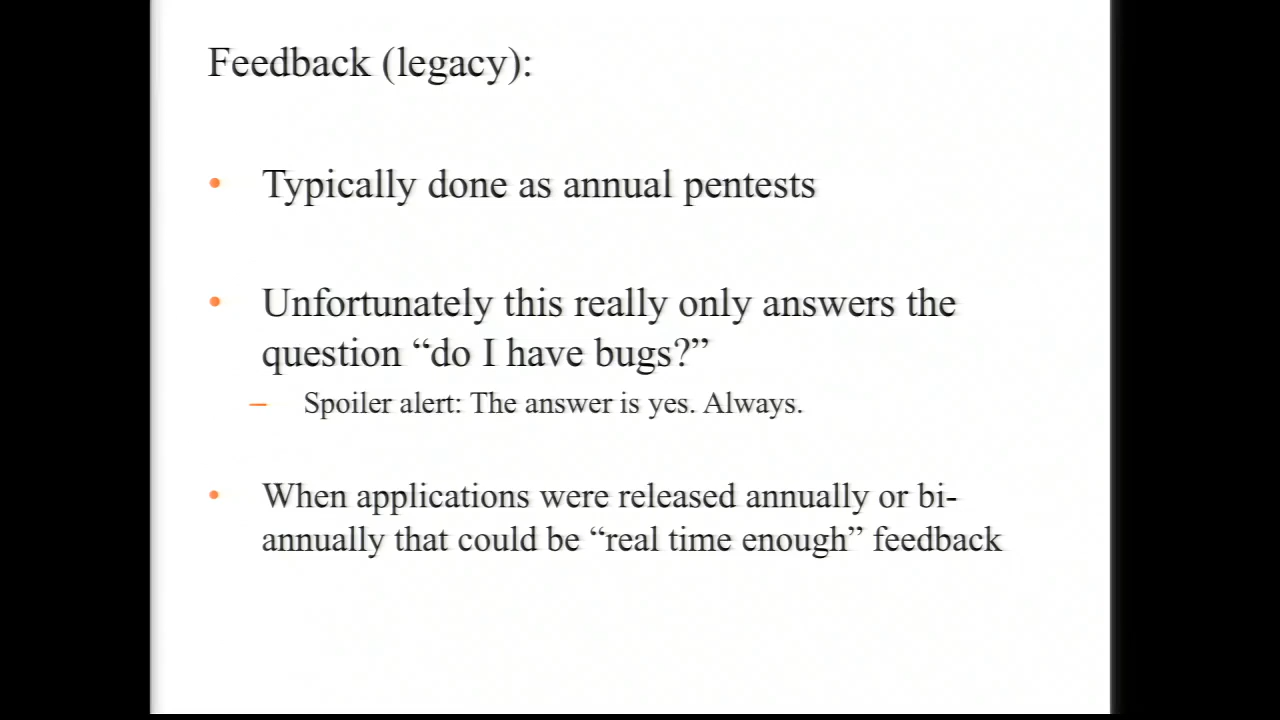 Feedback (legacy):
• Typically done as annual pentests
• Unfortunately this really only answers the
question “do I have bugs?”
– Spoiler alert: The answer is yes. Always.
• When applications were released annually or bi-
annually that could be “real time enough” feedback